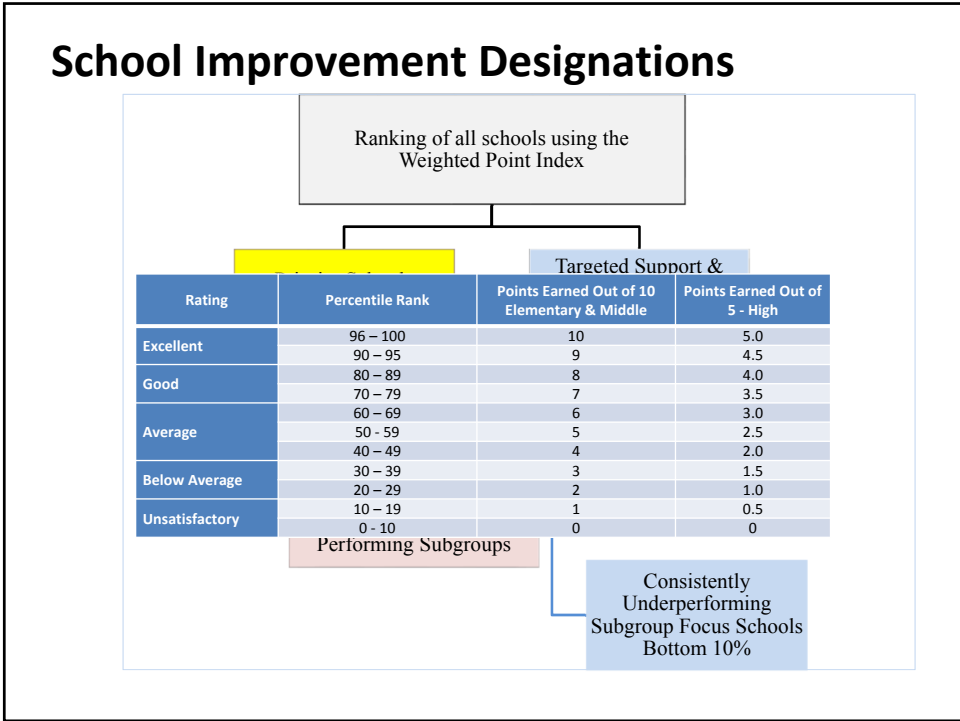 School Improvement Designations
Ranking of all schools using the
Weighted Point Index
Targeted Support &
Rating Percentile Rank Points Earned Out of 10 Elementary & Middle Points Earned Out of 5 - High
Excellent 96 – 100 10 5.0
90 – 95 9 4.5
Good 80 – 89 8 4.0
70 – 79 7 3.5
Average 60 – 69 6 3.0
50 - 59 5 2.5
40 – 49 4 2.0
Below Average 30 – 39 3 1.5
20 – 29 2 1.0
Unsatisfactory 10 – 19 1 0.5
0 - 10 0 0
Performing Subgroups
Consistently
Underperforming
Subgroup Focus Schools
Bottom 10%